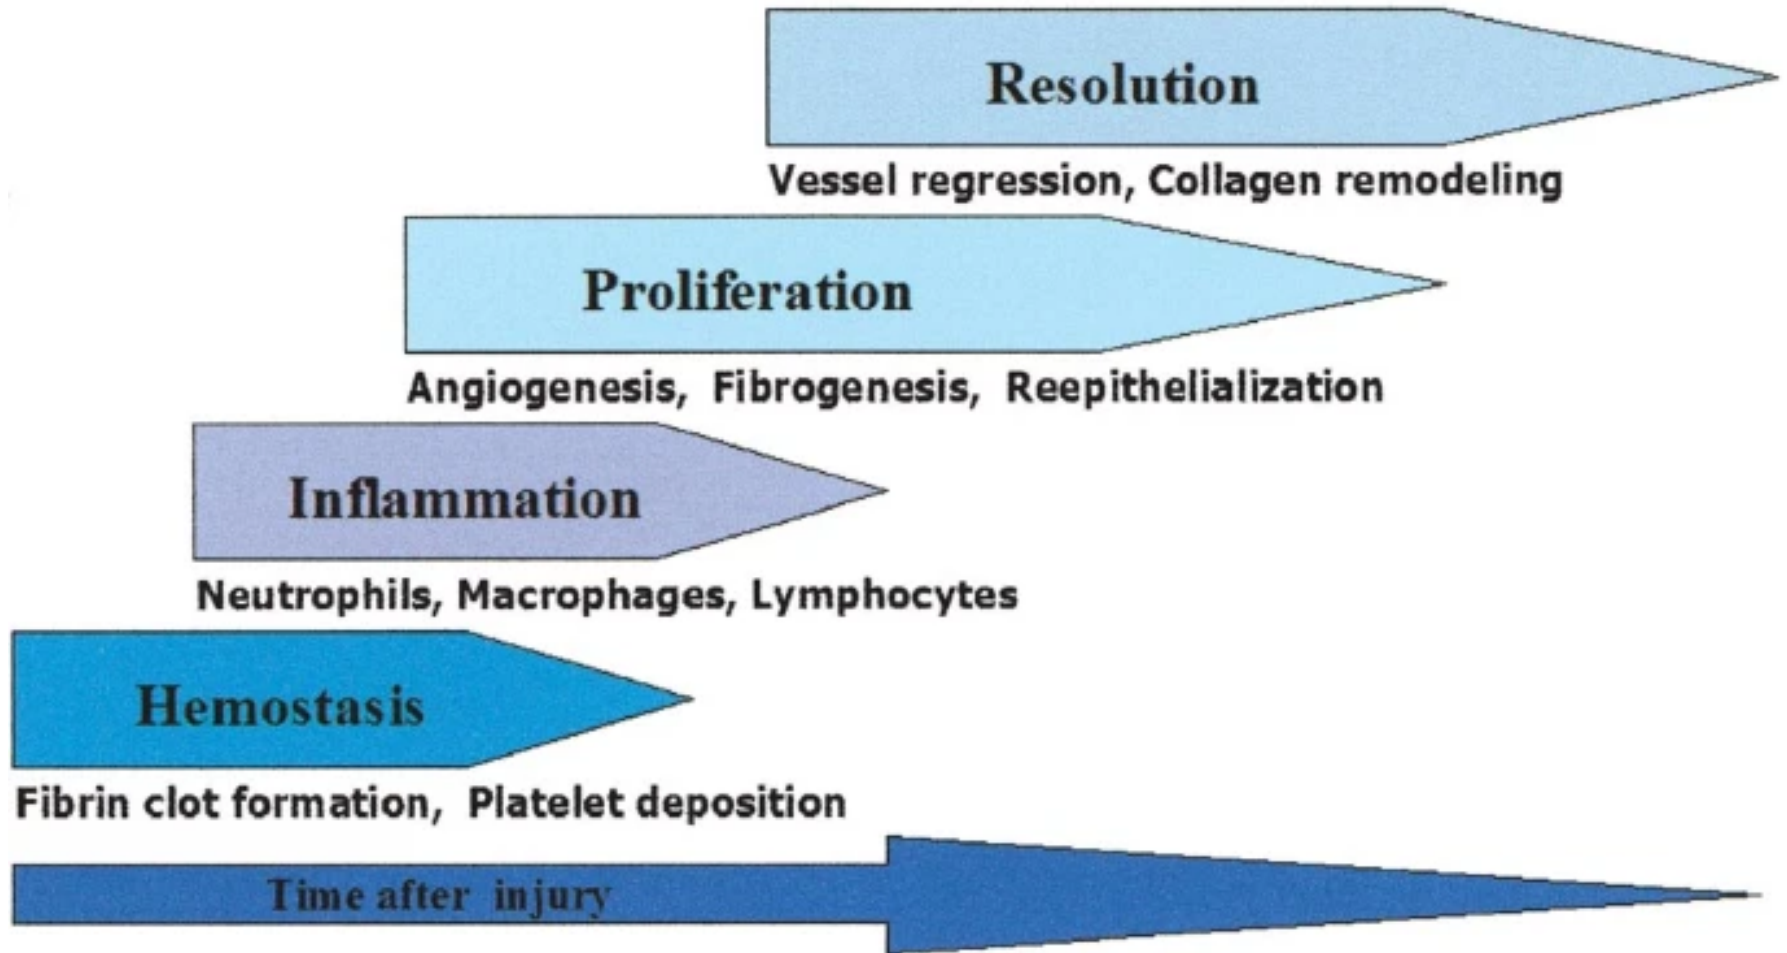 Resolution
Vessel regression, Collagen remodeling
Proliferation
Angiogenesis, Fibrogenesis, Reepithelialization
Inflammation
Neutrophils, Macrophages, Lymphocytes
Hemostasis
Fibrin clot formation, Platelet deposition
Time after injury